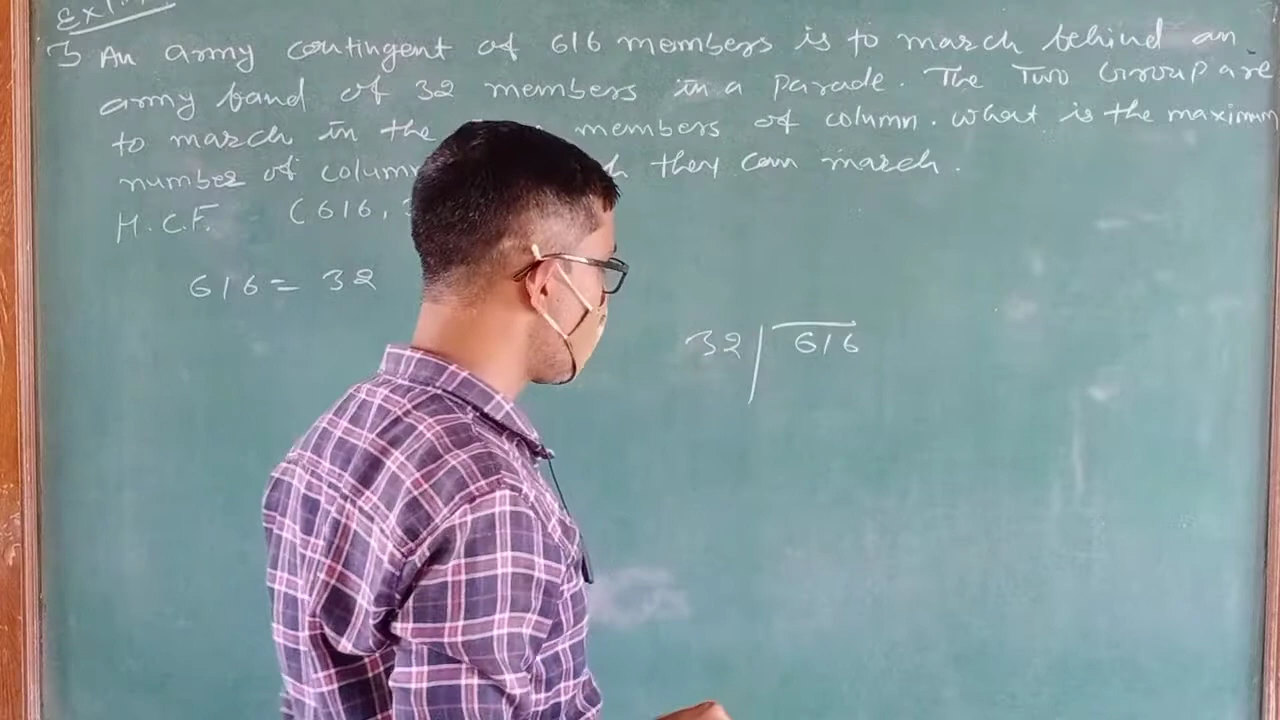 3 An army contingent of 616 members is to march behind an
army band of 32 members in a parade. The Two Group are
to march in the members of column. what is the maximum
number of column they can march.
H.C.F. (616,
616 = 32
32 616